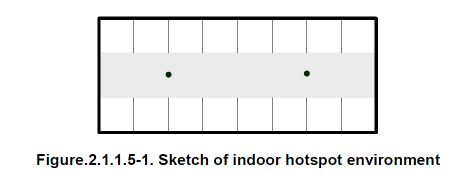 Figure.2.1.1.5-1. Sketch of indoor hotspot environment